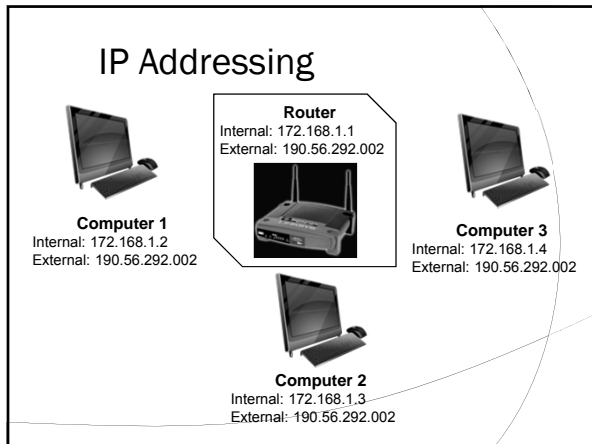 IP Addressing
Router
Internal: 172.168.1.1
External: 190.56.292.002
Computer 1
Internal: 172.168.1.2
External: 190.56.292.002
Computer 3
Internal: 172.168.1.4
External: 190.56.292.002
Computer 2
Internal: 172.168.1.3
External: 190.56.292.002